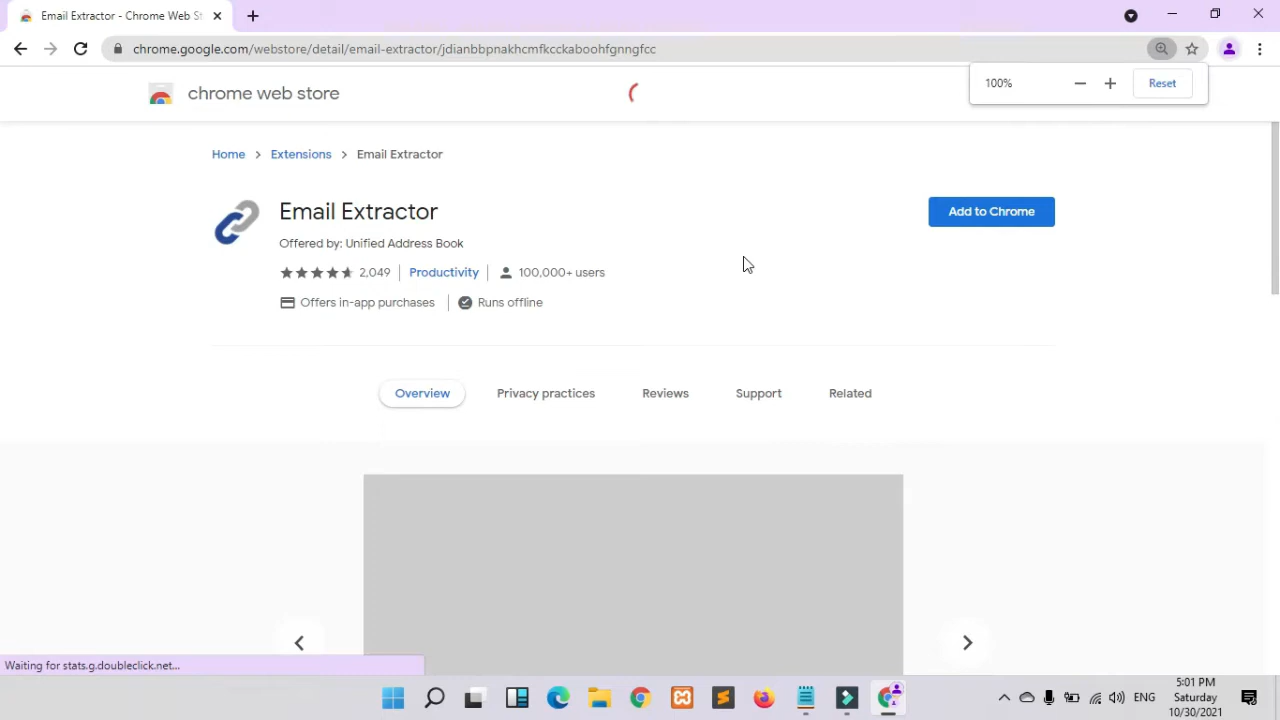 Email Extractor - Chrome Web St
chrome.google.com/webstore/detail/email-extractor/jdianbbpnakhcmfkcckaboohfgnngfcc
100%
Reset
chrome web store
Home
Extensions
Email Extractor
Email Extractor
Add to Chrome
Offered by: Unified Address Book
2,049
Productivity
100,000+ users
Offers in-app purchases
Runs offline
Overview
Privacy practices
Reviews
Support
Related
Waiting for stats.g.doubleclick.net...
ENG
5:01 PM
Saturday
10/30/2021